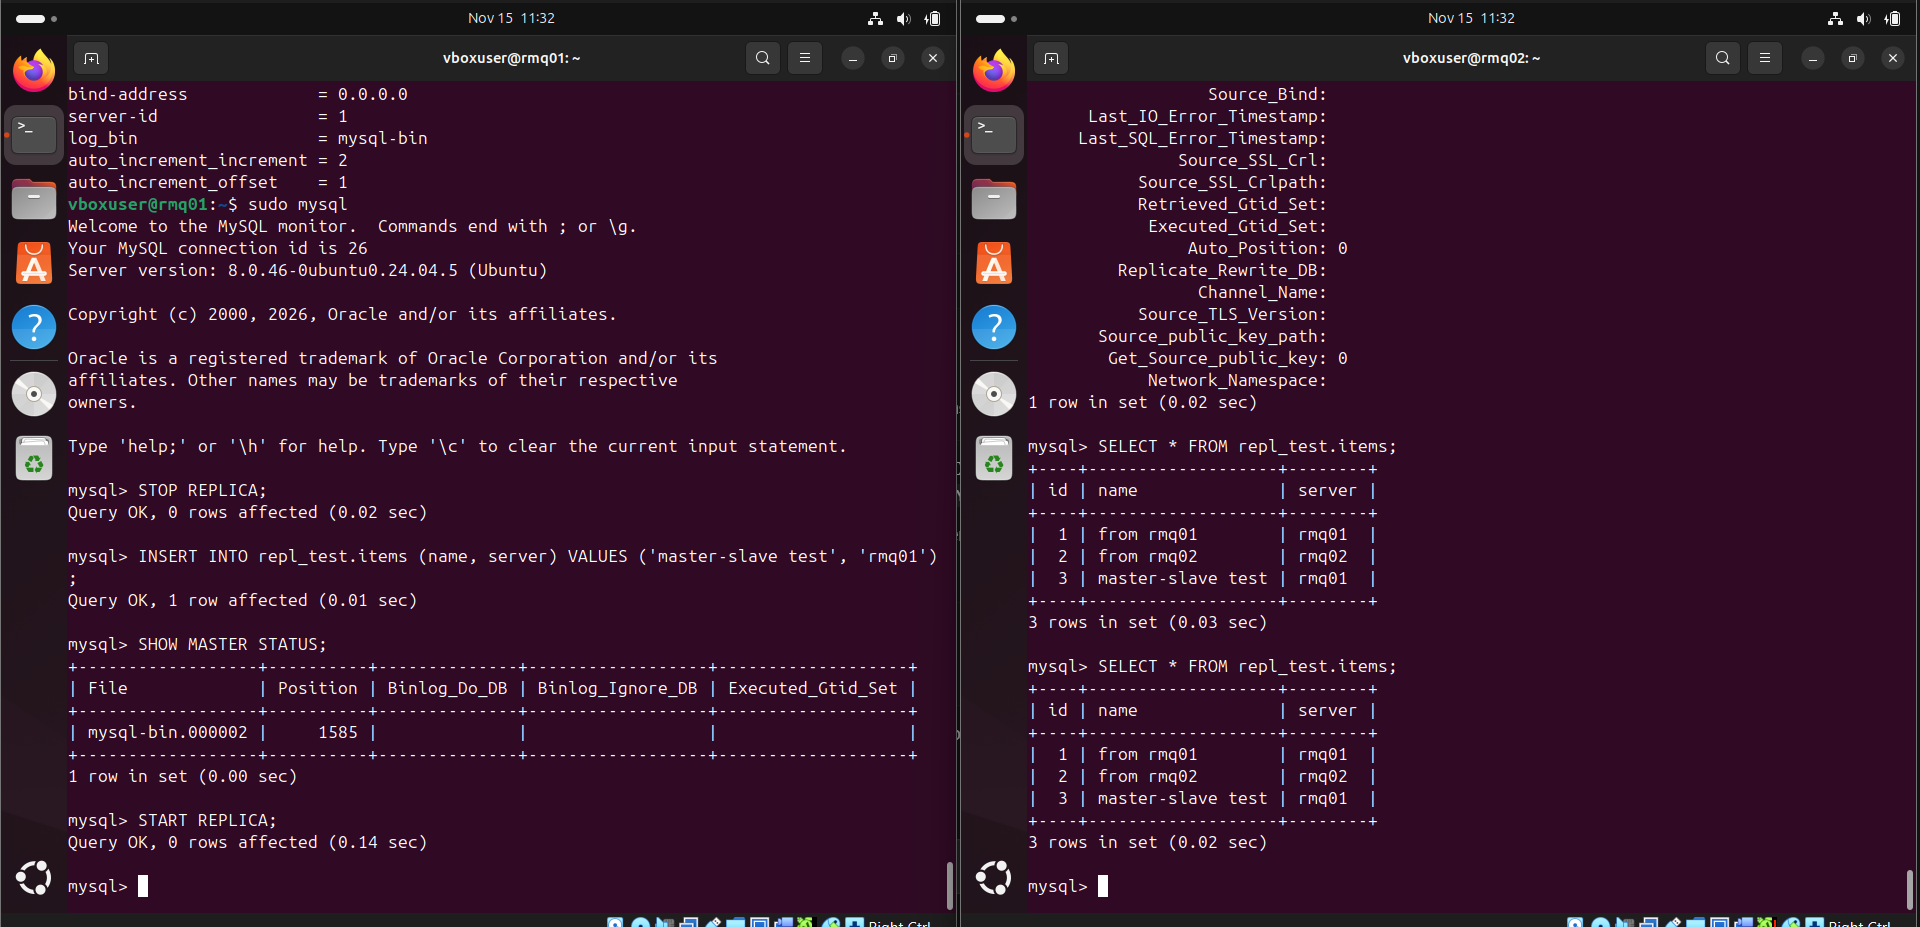 Nov 15 11:32
vboxuser@rmq01: ~
bind-address             = 0.0.0.0
server-id                = 1
log_bin                  = mysql-bin
auto_increment_increment = 2
auto_increment_offset    = 1
vboxuser@rmq01:~$ sudo mysql
Welcome to the MySQL monitor.  Commands end with ; or \g.
Your MySQL connection id is 26
Server version: 8.0.46-0ubuntu0.24.04.5 (Ubuntu)
Copyright (c) 2000, 2026, Oracle and/or its affiliates.
Oracle is a registered trademark of Oracle Corporation and/or its
affiliates. Other names may be trademarks of their respective
owners.
Type 'help;' or '\h' for help. Type '\c' to clear the current input statement.
mysql> STOP REPLICA;
Query OK, 0 rows affected (0.02 sec)
mysql> INSERT INTO repl_test.items (name, server) VALUES ('master-slave test', 'rmq01')
;
Query OK, 1 row affected (0.01 sec)
mysql> SHOW MASTER STATUS;
+------------------+----------+--------------+------------------+-------------------+
| File             | Position | Binlog_Do_DB | Binlog_Ignore_DB | Executed_Gtid_Set |
+------------------+----------+--------------+------------------+-------------------+
| mysql-bin.000002 |     1585 |              |                  |                   |
+------------------+----------+--------------+------------------+-------------------+
1 row in set (0.00 sec)
mysql> START REPLICA;
Query OK, 0 rows affected (0.14 sec)
mysql>
Right Ctrl
Nov 15 11:32
vboxuser@rmq02: ~
Source_Bind:
Last_IO_Error_Timestamp:
Last_SQL_Error_Timestamp:
Source_SSL_Crl:
Source_SSL_Crlpath:
Retrieved_Gtid_Set:
Executed_Gtid_Set:
Auto_Position: 0
Replicate_Rewrite_DB:
Channel_Name:
Source_TLS_Version:
Source_public_key_path:
Get_Source_public_key: 0
Network_Namespace:
1 row in set (0.02 sec)
mysql> SELECT * FROM repl_test.items;
+----+-------------------+--------+
| id | name              | server |
+----+-------------------+--------+
|  1 | from rmq01        | rmq01  |
|  2 | from rmq02        | rmq02  |
|  3 | master-slave test | rmq01  |
+----+-------------------+--------+
3 rows in set (0.03 sec)
mysql> SELECT * FROM repl_test.items;
+----+-------------------+--------+
| id | name              | server |
+----+-------------------+--------+
|  1 | from rmq01        | rmq01  |
|  2 | from rmq02        | rmq02  |
|  3 | master-slave test | rmq01  |
+----+-------------------+--------+
3 rows in set (0.02 sec)
mysql>
Right Ctrl